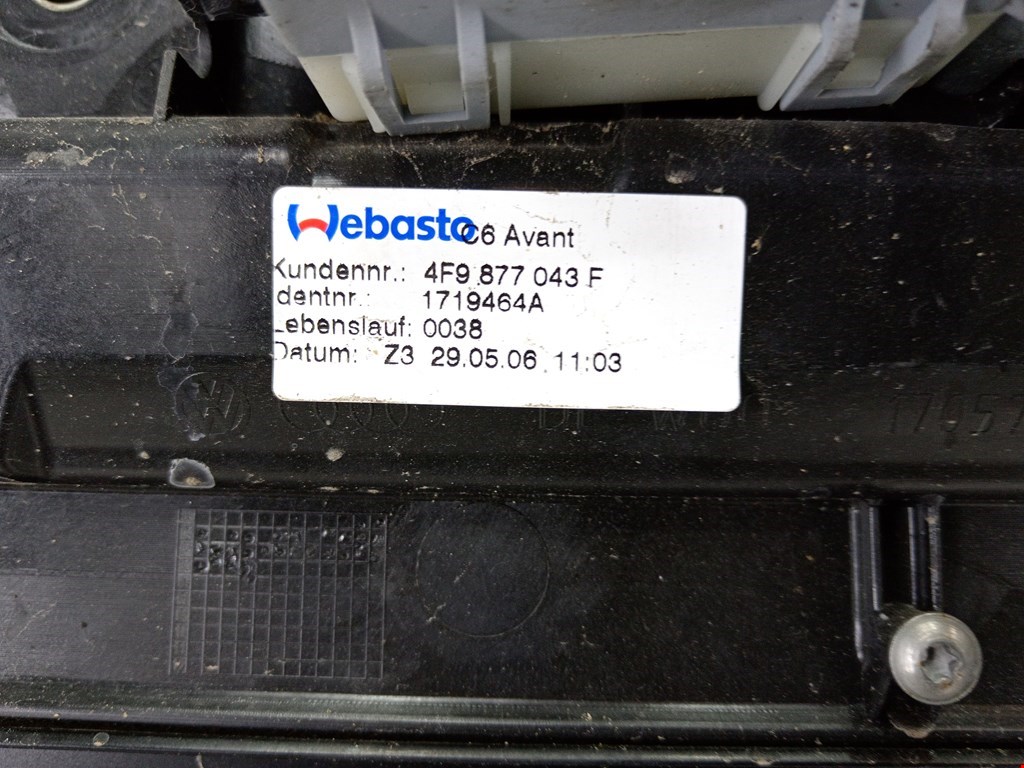 Webasto C6 Avant
Kundennr.: 4F9 877 043 F
dentnr.: 1719464A
Lebenslauf: 0038
Datum: Z3 29.05.06 11:03